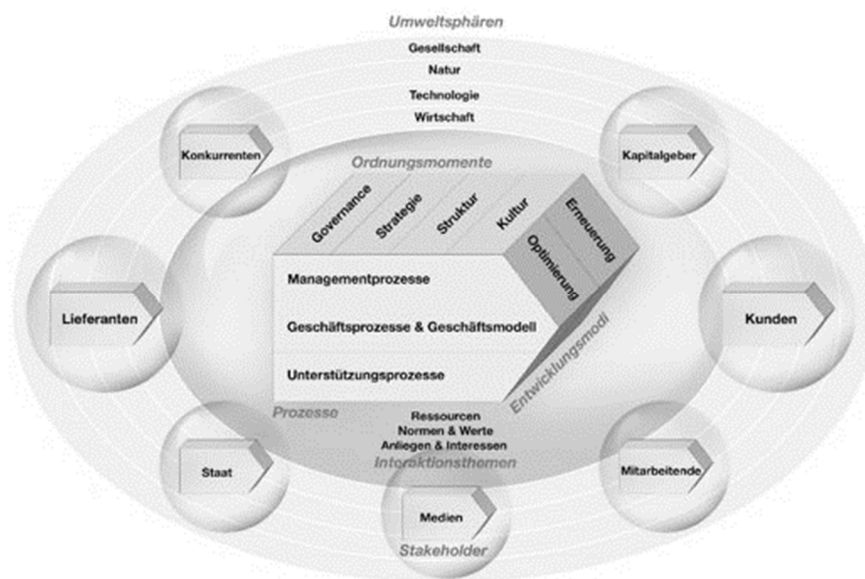 Umweltsphären
Gesellschaft
Natur
Technologie
Wirtschaft
Konkurrenten
Kapitalgeber
Ordnungsmomente
Governance
Strategie
Struktur
Kultur
Erneuerung
Optimierung
Managementprozesse
Lieferanten
Geschäftsprozesse & Geschäftsmodell
Kunden
Unterstützungsprozesse
Entwicklungsmodi
Prozesse
Ressourcen
Normen & Werte
Anliegen & Interessen
Interaktionsthemen
Staat
Mitarbeitende
Medien
Stakeholder